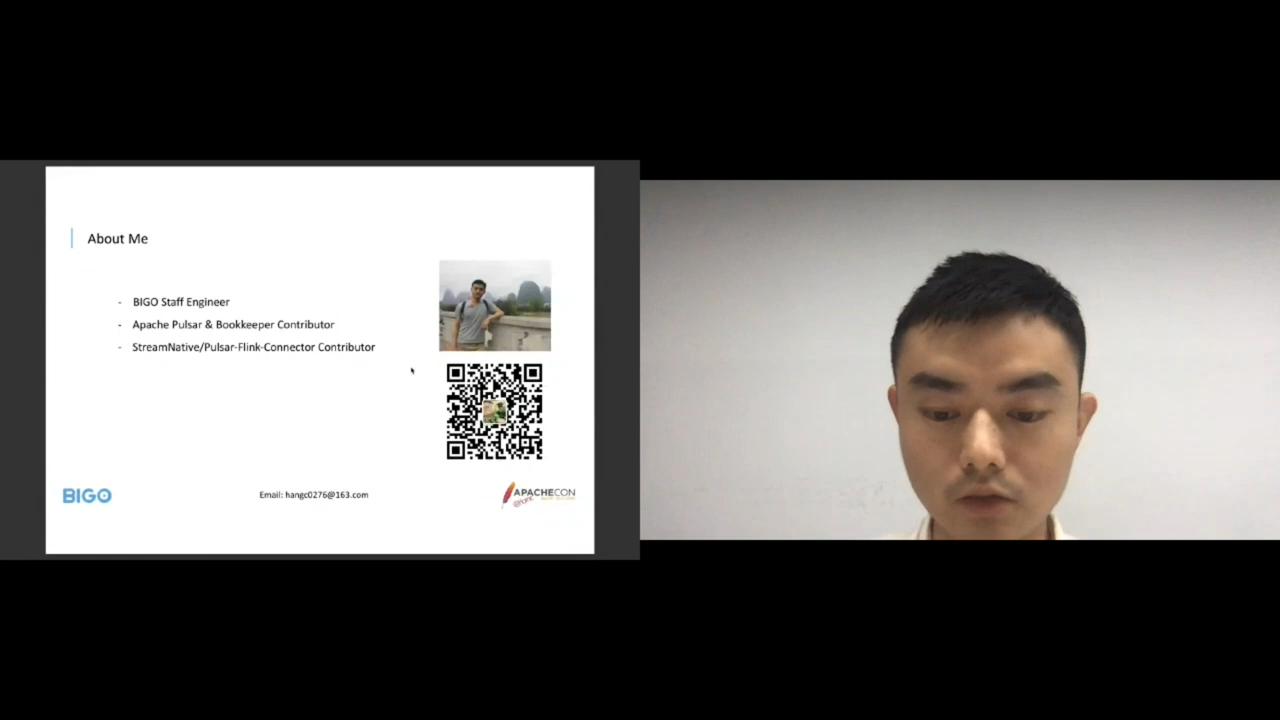 About Me
- BIGO Staff Engineer
- Apache Pulsar & Bookkeeper Contributor
- StreamNative/Pulsar-Flink-Connector Contributor
BIGO
Email: hangc0276@163.com
APACHECON
@Home